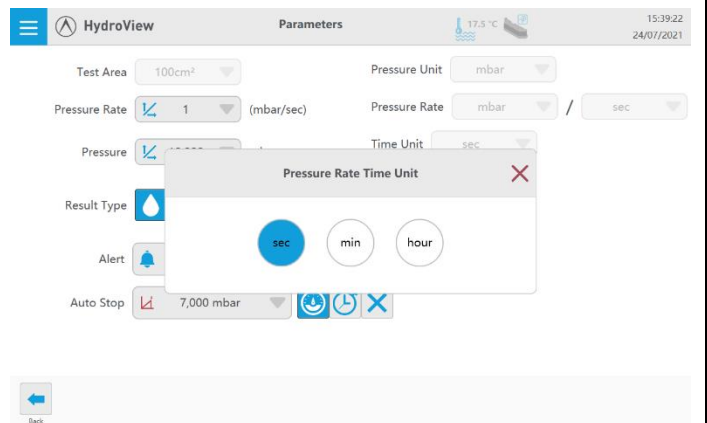 HydroView Parameters 17.5 °C 15:39:22
24/07/2021
Test Area 100cm² Pressure Unit mbar
Pressure Rate 1 (mbar/sec) Pressure Rate mbar / sec
Pressure Time Unit sec
Pressure Rate Time Unit
Result Type
sec min hour
Alert
Auto Stop 7,000 mbar
Back